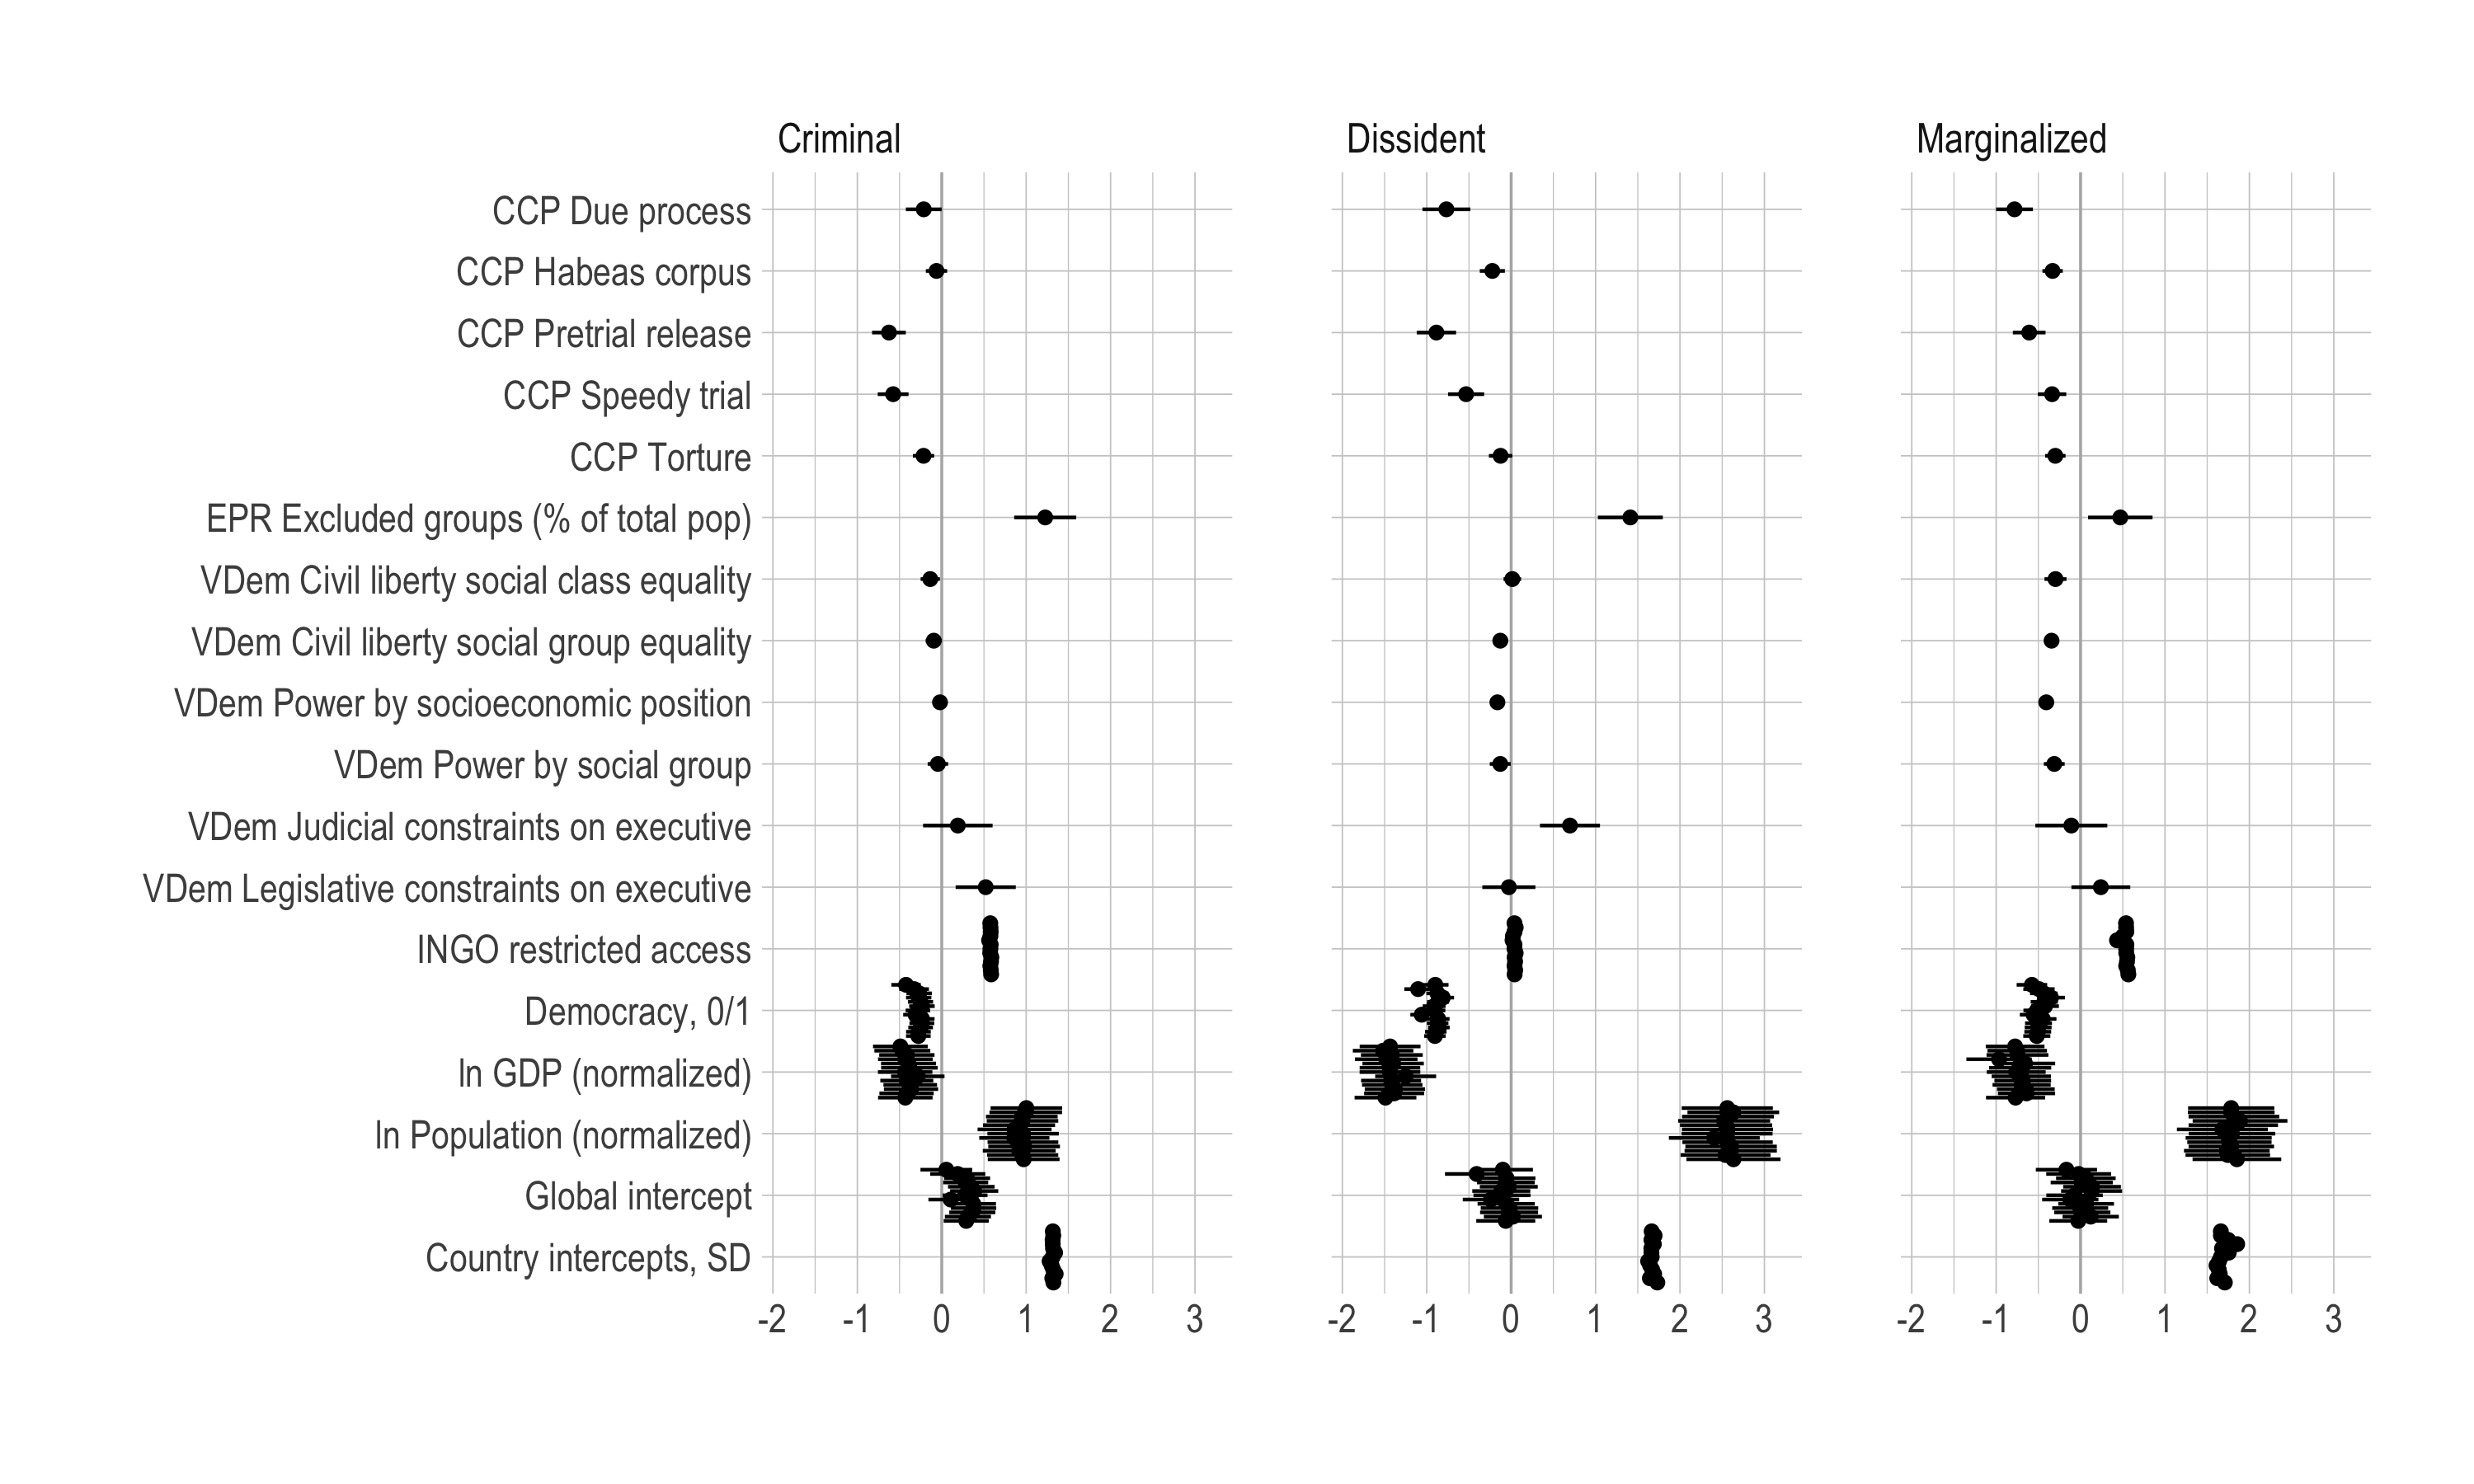 Criminal Dissident Marginalized
CCP Due process
CCP Habeas corpus
CCP Pretrial release
CCP Speedy trial
CCP Torture
EPR Excluded groups (% of total pop)
VDem Civil liberty social class equality
VDem Civil liberty social group equality
VDem Power by socioeconomic position
VDem Power by social group
VDem Judicial constraints on executive
VDem Legislative constraints on executive
INGO restricted access
Democracy, 0/1
ln GDP (normalized)
ln Population (normalized)
Global intercept
Country intercepts, SD
-2 -1 0 1 2 3 -2 -1 0 1 2 3 -2 -1 0 1 2 3